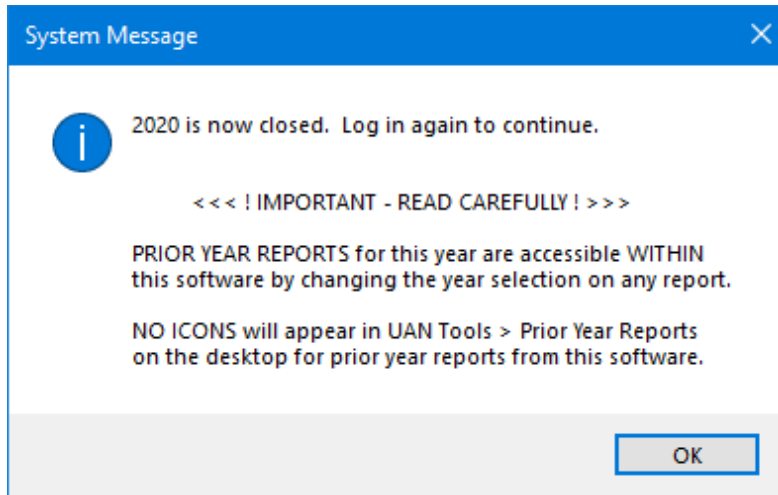 System Message
2020 is now closed.  Log in again to continue.
< < < ! IMPORTANT - READ CAREFULLY ! > > >
PRIOR YEAR REPORTS for this year are accessible WITHIN
this software by changing the year selection on any report.
NO ICONS will appear in UAN Tools > Prior Year Reports
on the desktop for prior year reports from this software.
OK